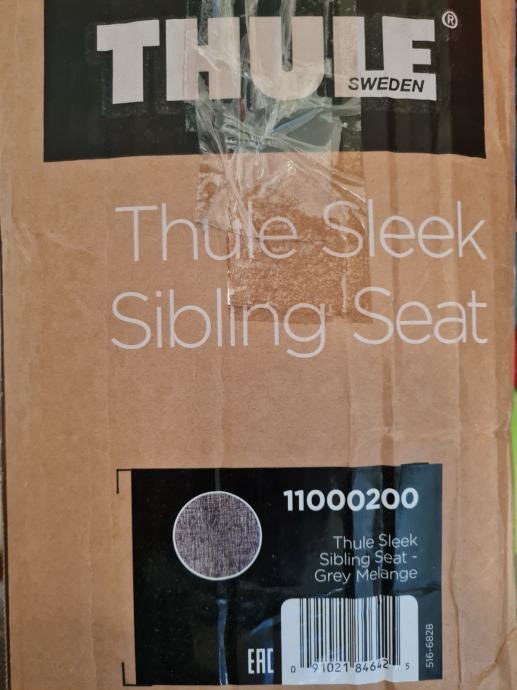 THULE®
SWEDEN
Thule Sleek
Sibling Seat
11000200
Thule Sleek
Sibling Seat -
Grey Melange
EAC
0 91021 84642 5
516-6828